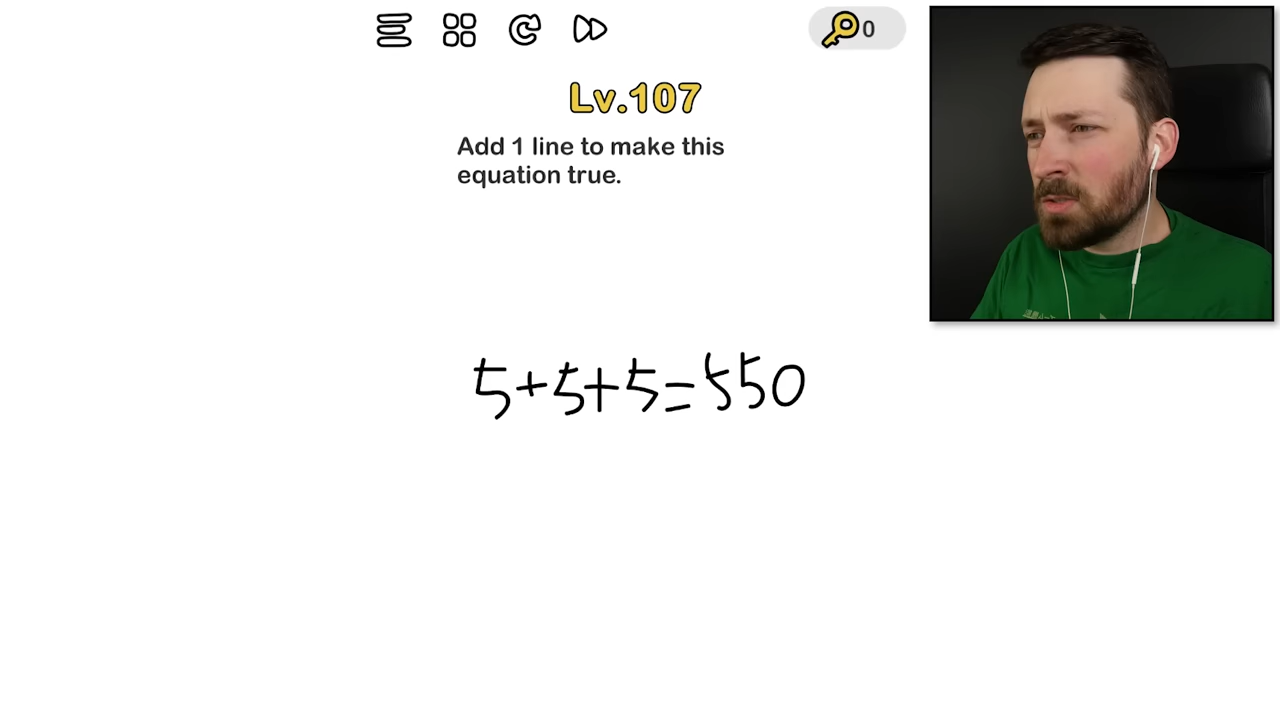 0
Lv.107
Add 1 line to make this
equation true.
5+5+5=550